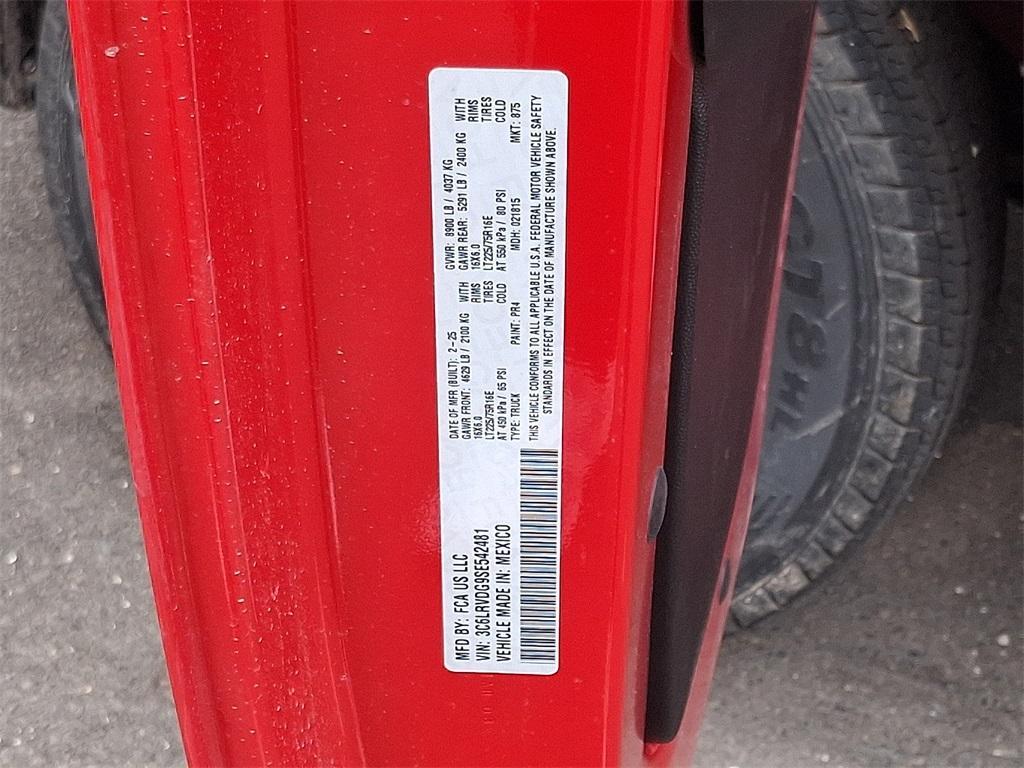 MFD BY: FCA US LLC
VIN: 3C6LRVDG9SE542481
VEHICLE MADE IN: MEXICO
DATE OF MFR (BUILT): 2-25 GVWR: 8900 LB / 4037 KG
GAWR FRONT: 4629 LB / 2100 KG WITH GAWR REAR: 5291 LB / 2400 KG WITH
16X6.0 RIMS 16X6.0 RIMS
LT225/75R16E TIRES LT225/75R16E TIRES
AT 450 kPa / 65 PSI COLD AT 550 kPa / 80 PSI COLD
TYPE: TRUCK PAINT: PR4 MDH: 021815 MKT: 875
THIS VEHICLE CONFORMS TO ALL APPLICABLE U.S.A. FEDERAL MOTOR VEHICLE SAFETY
STANDARDS IN EFFECT ON THE DATE OF MANUFACTURE SHOWN ABOVE.